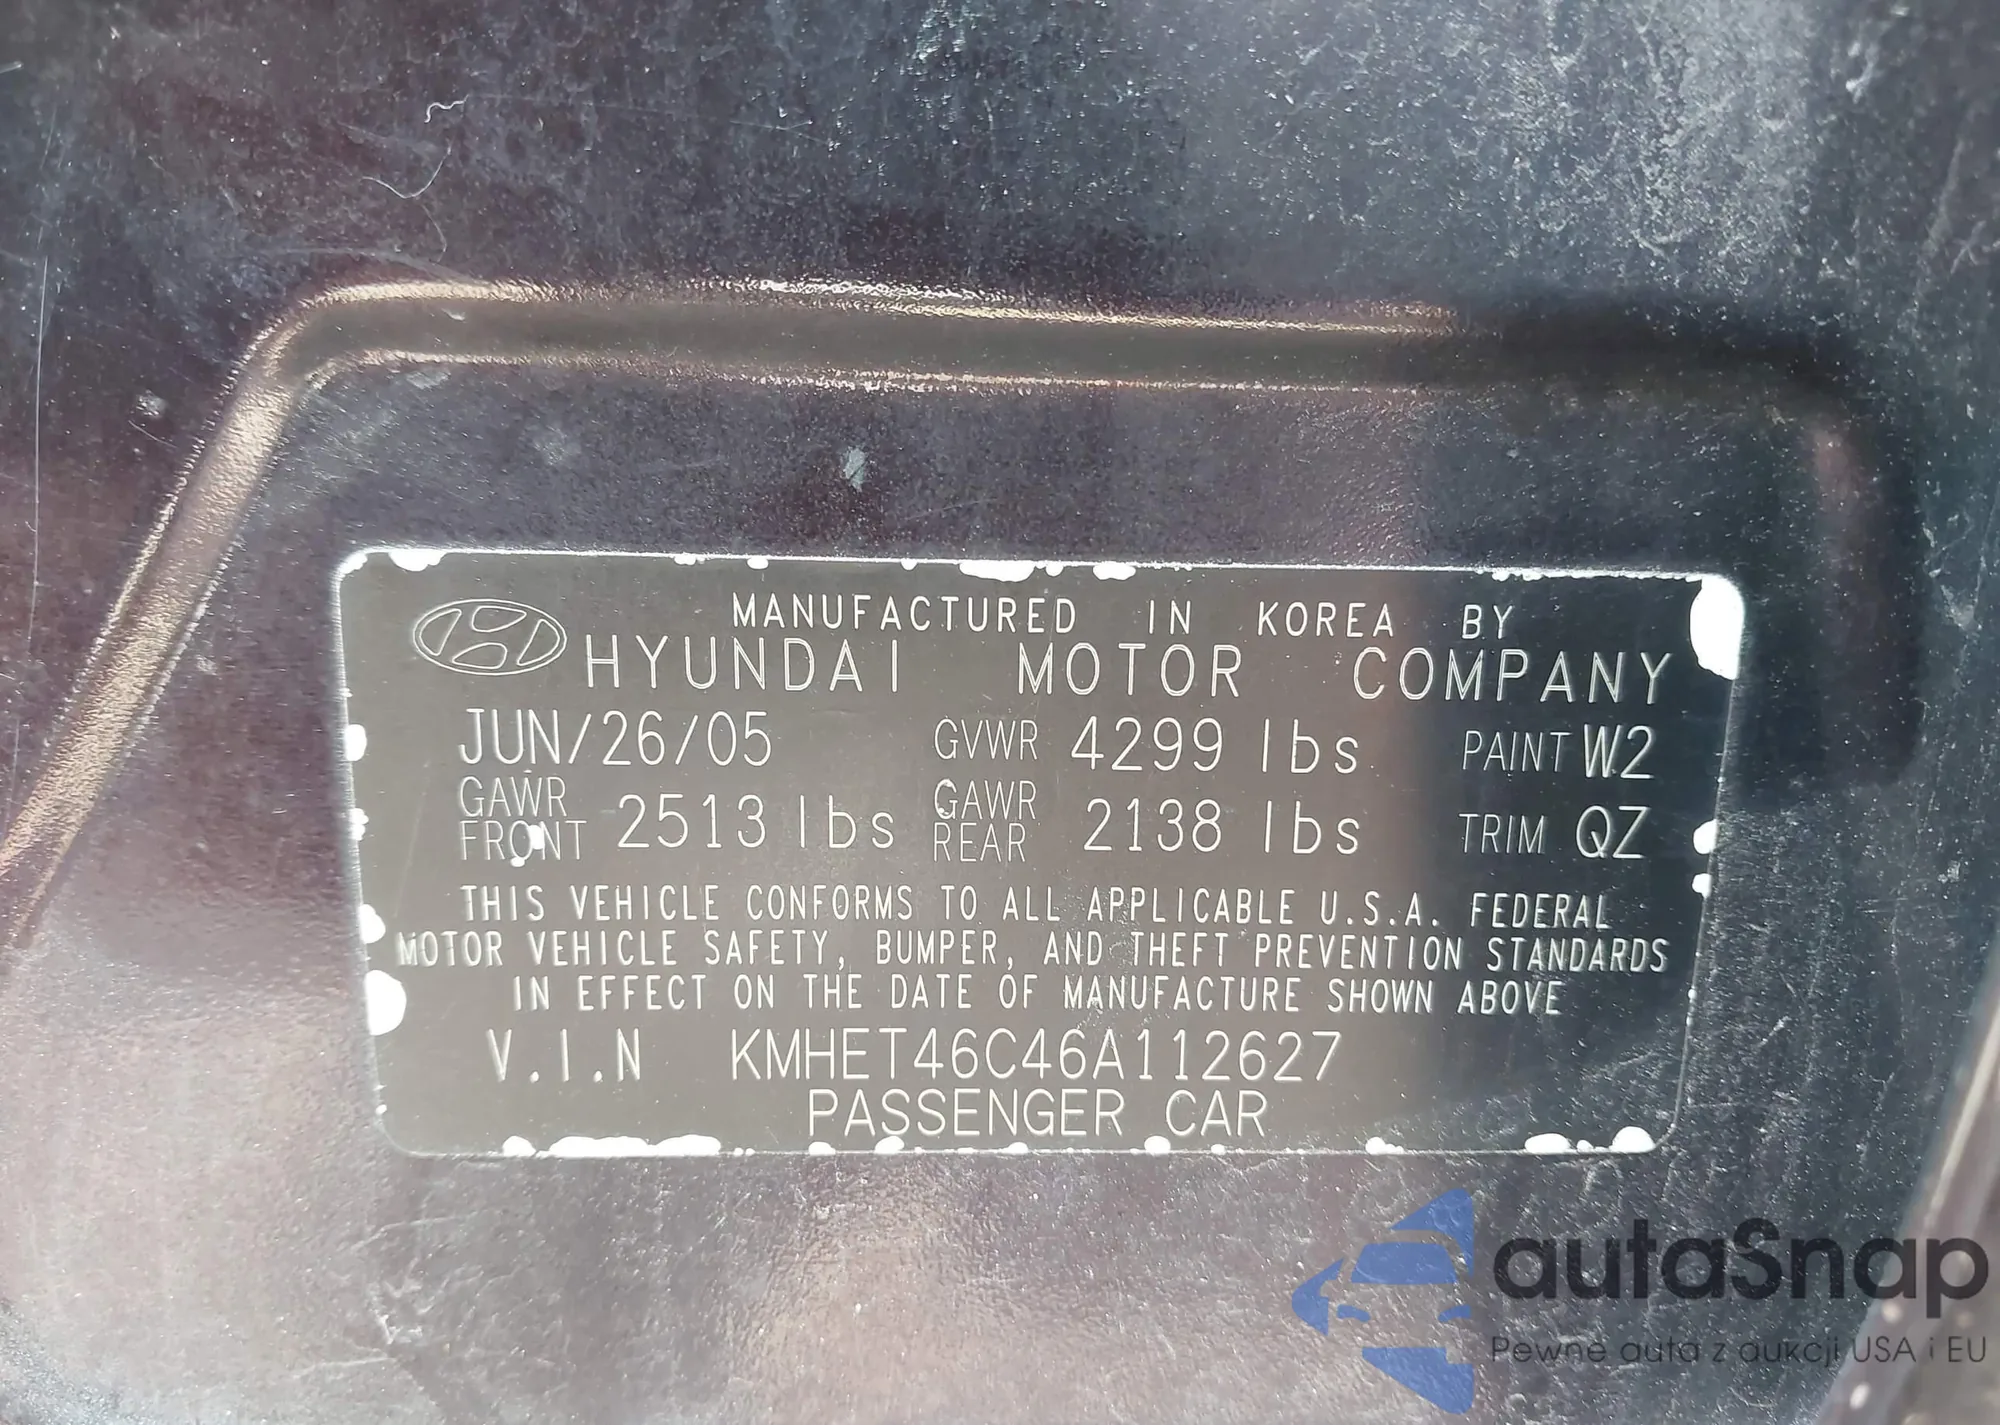 MANUFACTURED IN KOREA BY
HYUNDAI MOTOR COMPANY
JUN/26/05 GVWR 4299 lbs PAINT W2
GAWR FRONT 2513 lbs GAWR REAR 2138 lbs TRIM QZ
THIS VEHICLE CONFORMS TO ALL APPLICABLE U.S.A. FEDERAL
MOTOR VEHICLE SAFETY, BUMPER, AND THEFT PREVENTION STANDARDS
IN EFFECT ON THE DATE OF MANUFACTURE SHOWN ABOVE
V.I.N KMHET46C46A112627
PASSENGER CAR
autaSnap
Pewne auta z aukcji USA i EU